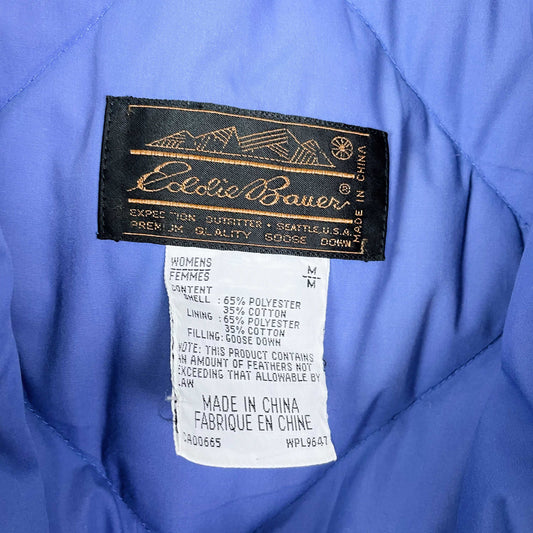 Eddie Bauer®
EXPEDITION OUTFITTER • SEATTLE, U.S.A.
PREMIUM QUALITY GOOSE DOWN
MADE IN CHINA
WOMENS M
FEMMES M
CONTENT
SHELL : 65% POLYESTER
35% COTTON
LINING : 65% POLYESTER
35% COTTON
FILLING: GOOSE DOWN
NOTE: THIS PRODUCT CONTAINS
AN AMOUNT OF FEATHERS NOT
EXCEEDING THAT ALLOWABLE BY
LAW
MADE IN CHINA
FABRIQUE EN CHINE
CA00665 WPL9647